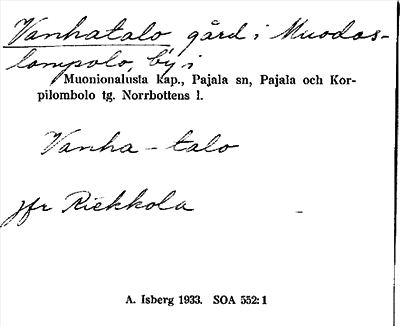 Vanhatalo gård i Muodos-
lompolo, by i
Muonionalusta kap., Pajala sn, Pajala och Kor-
pilombolo tg. Norrbottens l.
Vanha - talo
jfr Riekkola
A. Isberg 1933. SOA 552:1